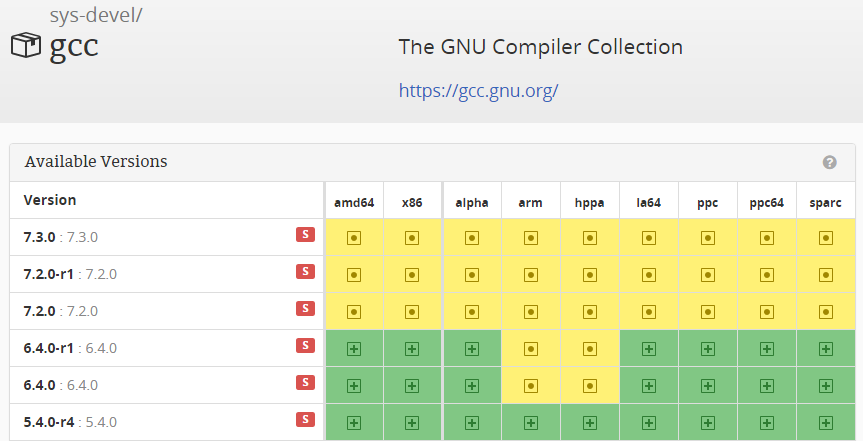 sys-devel/
gcc
The GNU Compiler Collection
https://gcc.gnu.org/
Available Versions ?
Version amd64 x86 alpha arm hppa ia64 ppc ppc64 sparc
7.3.0 : 7.3.0 S
7.2.0-r1 : 7.2.0 S
7.2.0 : 7.2.0 S
6.4.0-r1 : 6.4.0 S
6.4.0 : 6.4.0 S
5.4.0-r4 : 5.4.0 S